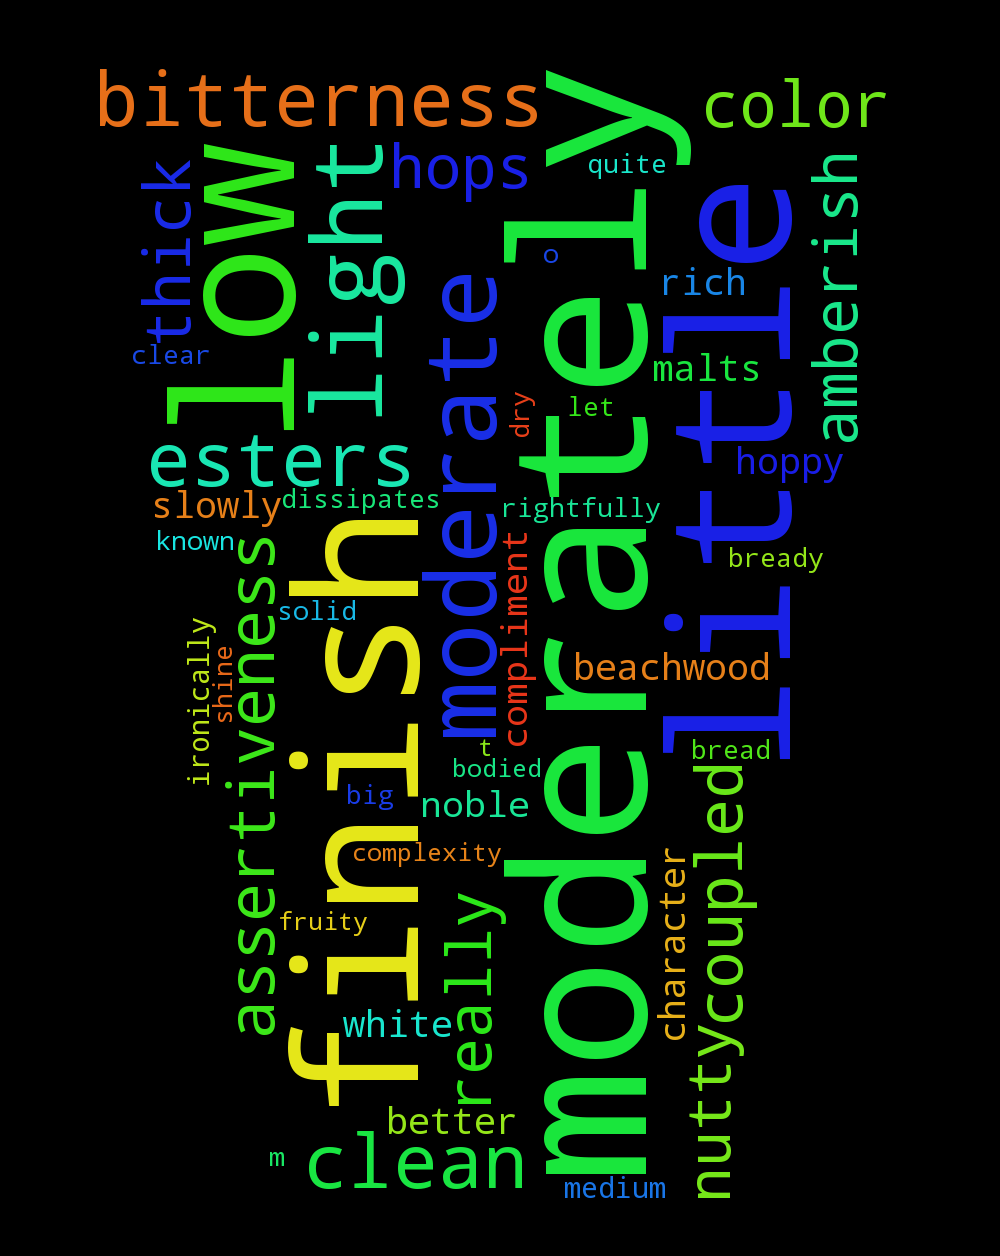 bitterness
color
moderately
low
light
hops
quite
thick
little
amberish
o
rich
moderate
clear
malts
dry
let
esters
hoppy
slowly
dissipates
rightfully
finish
known
compliment
assertiveness
bready
solid
ironically
shine
beachwood
t
bread
bodied
big
noble
nuttycoupled
complexity
character
fruity
really
white
better
clean
m
medium